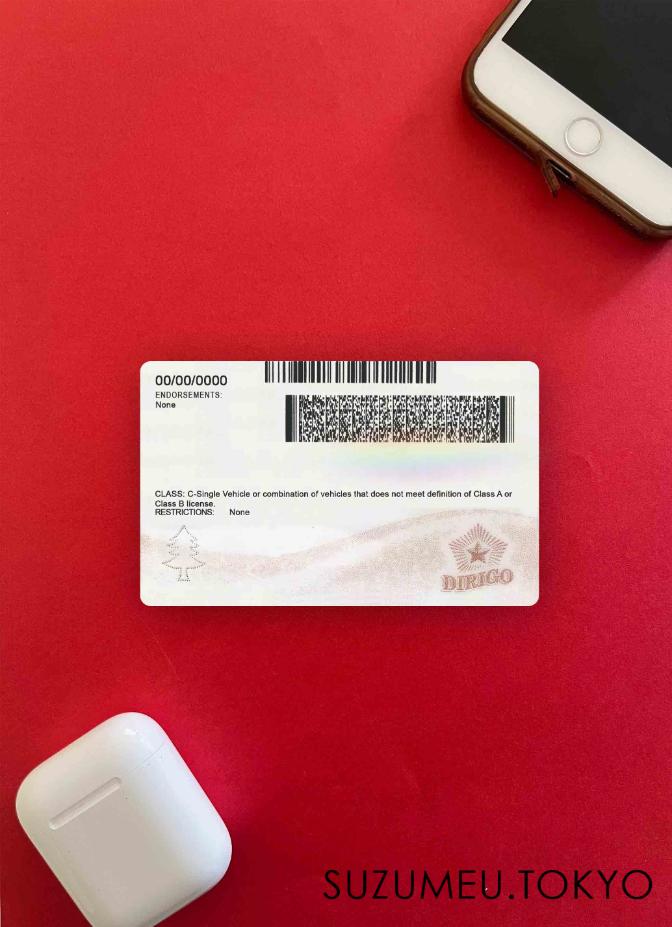 00/00/0000
ENDORSEMENTS:
None
CLASS: C-Single Vehicle or combination of vehicles that does not meet definition of Class A or
Class B license.
RESTRICTIONS: None
DIRIGO
SUZUMEU.TOKYO